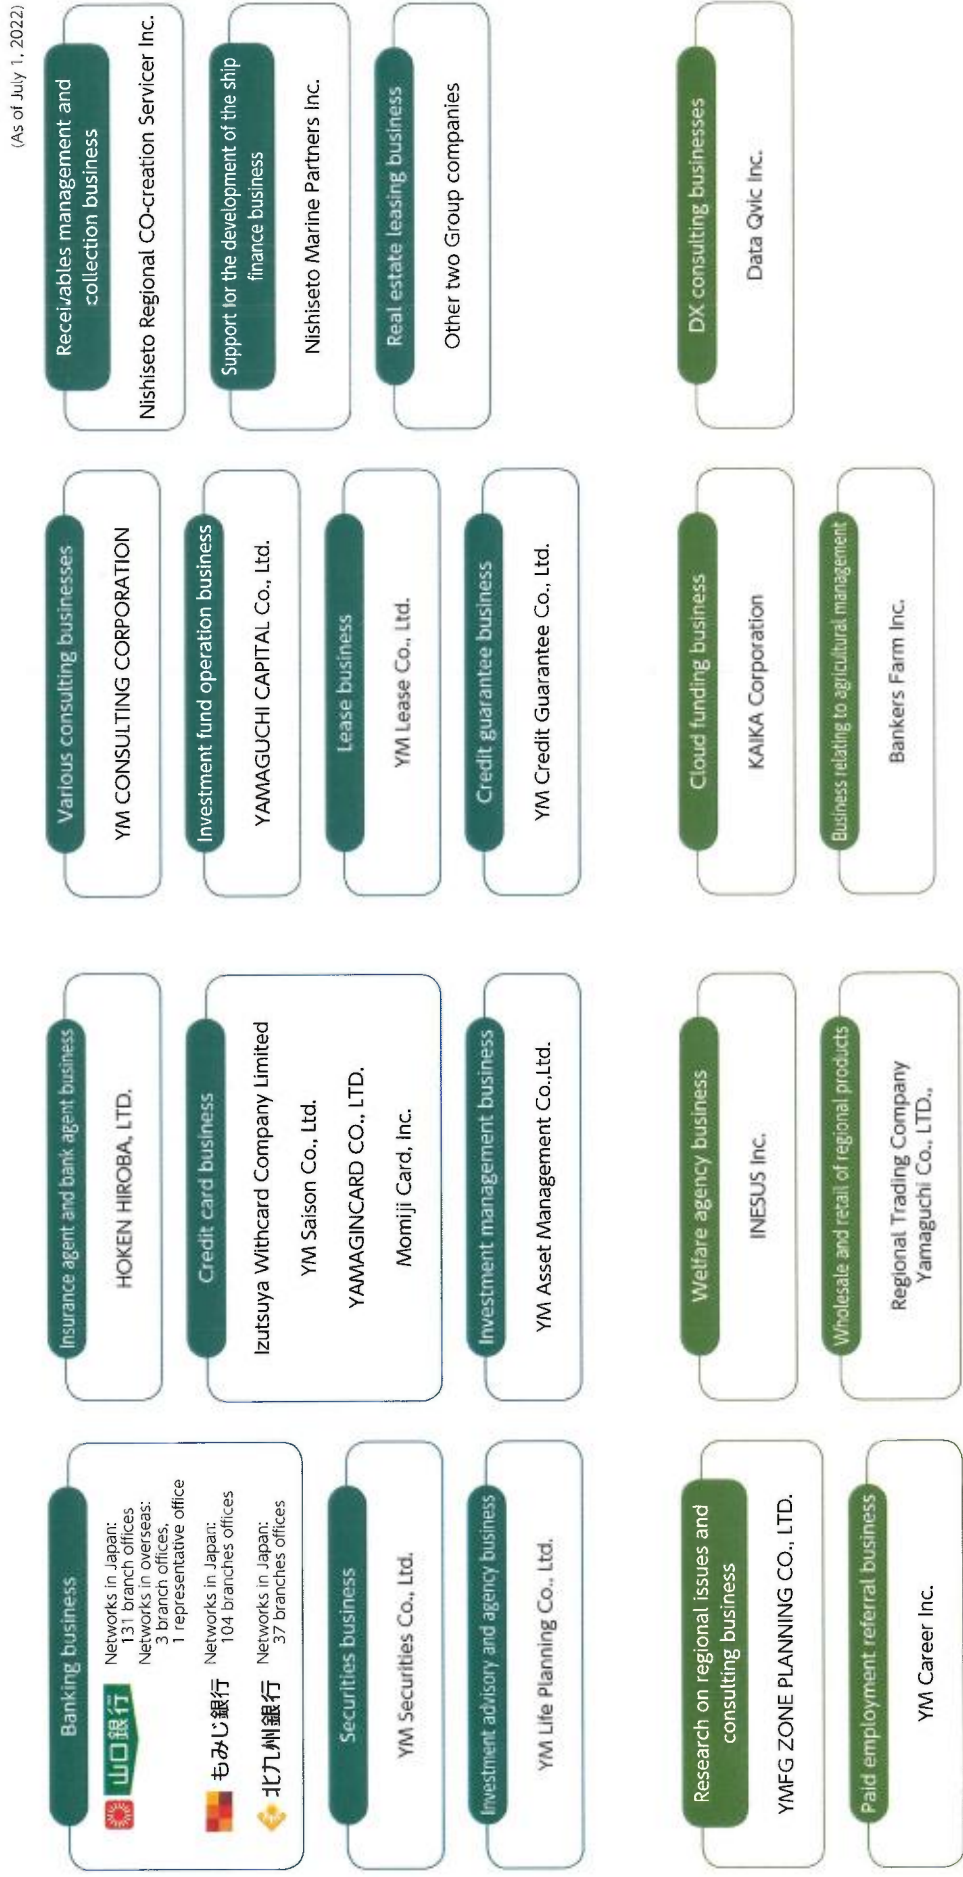 (As of July 1, 2022)
Banking business
山口銀行
Networks in Japan:
131 branch offices
Networks in overseas:
3 branch offices,
1 representative office
もみじ銀行
Networks in Japan:
104 branches offices
北九州銀行
Networks in Japan:
37 branches offices
Securities business
YM Securities Co., Ltd.
Investment advisory and agency business
YM Life Planning Co., Ltd.
Insurance agent and bank agent business
HOKEN HIROBA, LTD.
Credit card business
Izutsuya Withcard Company Limited
YM Saison Co., Ltd.
YAMAGINCARD CO., LTD.
Momiji Card, Inc.
Investment management business
YM Asset Management Co.,Ltd.
Various consulting businesses
YM CONSULTING CORPORATION
Investment fund operation business
YAMAGUCHI CAPITAL Co., Ltd.
Lease business
YM Lease Co., Ltd.
Credit guarantee business
YM Credit Guarantee Co., Ltd.
Receivables management and
collection business
Nishiseto Regional CO-creation Servicer Inc.
Support for the development of the ship
finance business
Nishiseto Marine Partners Inc.
Real estate leasing business
Other two Group companies
Research on regional issues and
consulting business
YMFG ZONE PLANNING CO., LTD.
Paid employment referral business
YM Career Inc.
Welfare agency business
INESUS Inc.
Wholesale and retail of regional products
Regional Trading Company
Yamaguchi Co., LTD.,
Cloud funding business
KAIKA Corporation
Business relating to agricultural management
Bankers Farm Inc.
DX consulting businesses
Data Qvic Inc.